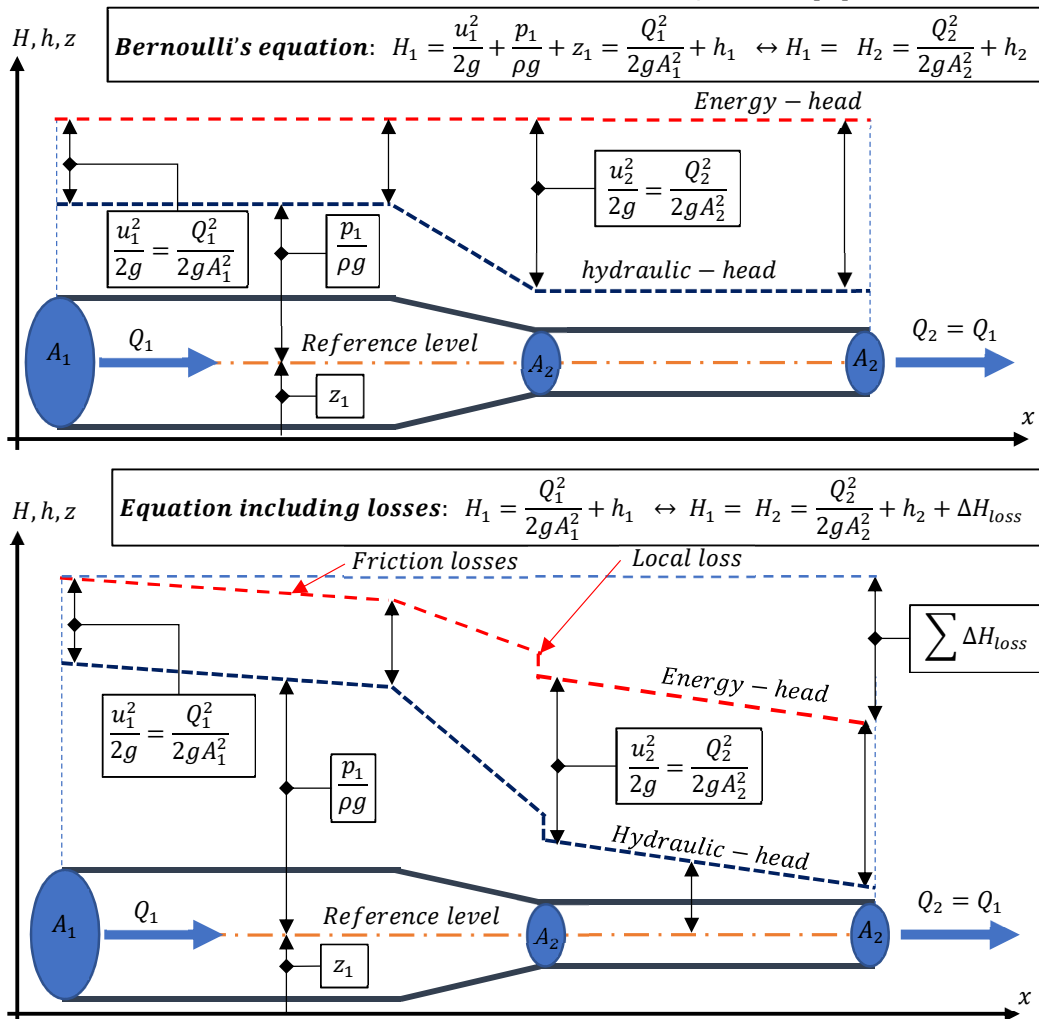 H, h, z
Bernoulli's equation: H₁ = u₁²/2g + p₁/ρg + z₁ = Q₁²/2gA₁² + h₁ ↔ H₁ = H₂ = Q₂²/2gA₂² + h₂
Energy − head
u₁²/2g = Q₁²/2gA₁²
p₁/ρg
u₂²/2g = Q₂²/2gA₂²
hydraulic − head
A₁
Q₁
Reference level
A₂
A₂
Q₂ = Q₁
z₁
x
H, h, z
Equation including losses: H₁ = Q₁²/2gA₁² + h₁ ↔ H₁ = H₂ = Q₂²/2gA₂² + h₂ + ΔH_loss
Friction losses
Local loss
∑ ΔH_loss
Energy − head
u₁²/2g = Q₁²/2gA₁²
p₁/ρg
u₂²/2g = Q₂²/2gA₂²
Hydraulic − head
A₁
Q₁
Reference level
A₂
A₂
Q₂ = Q₁
z₁
x